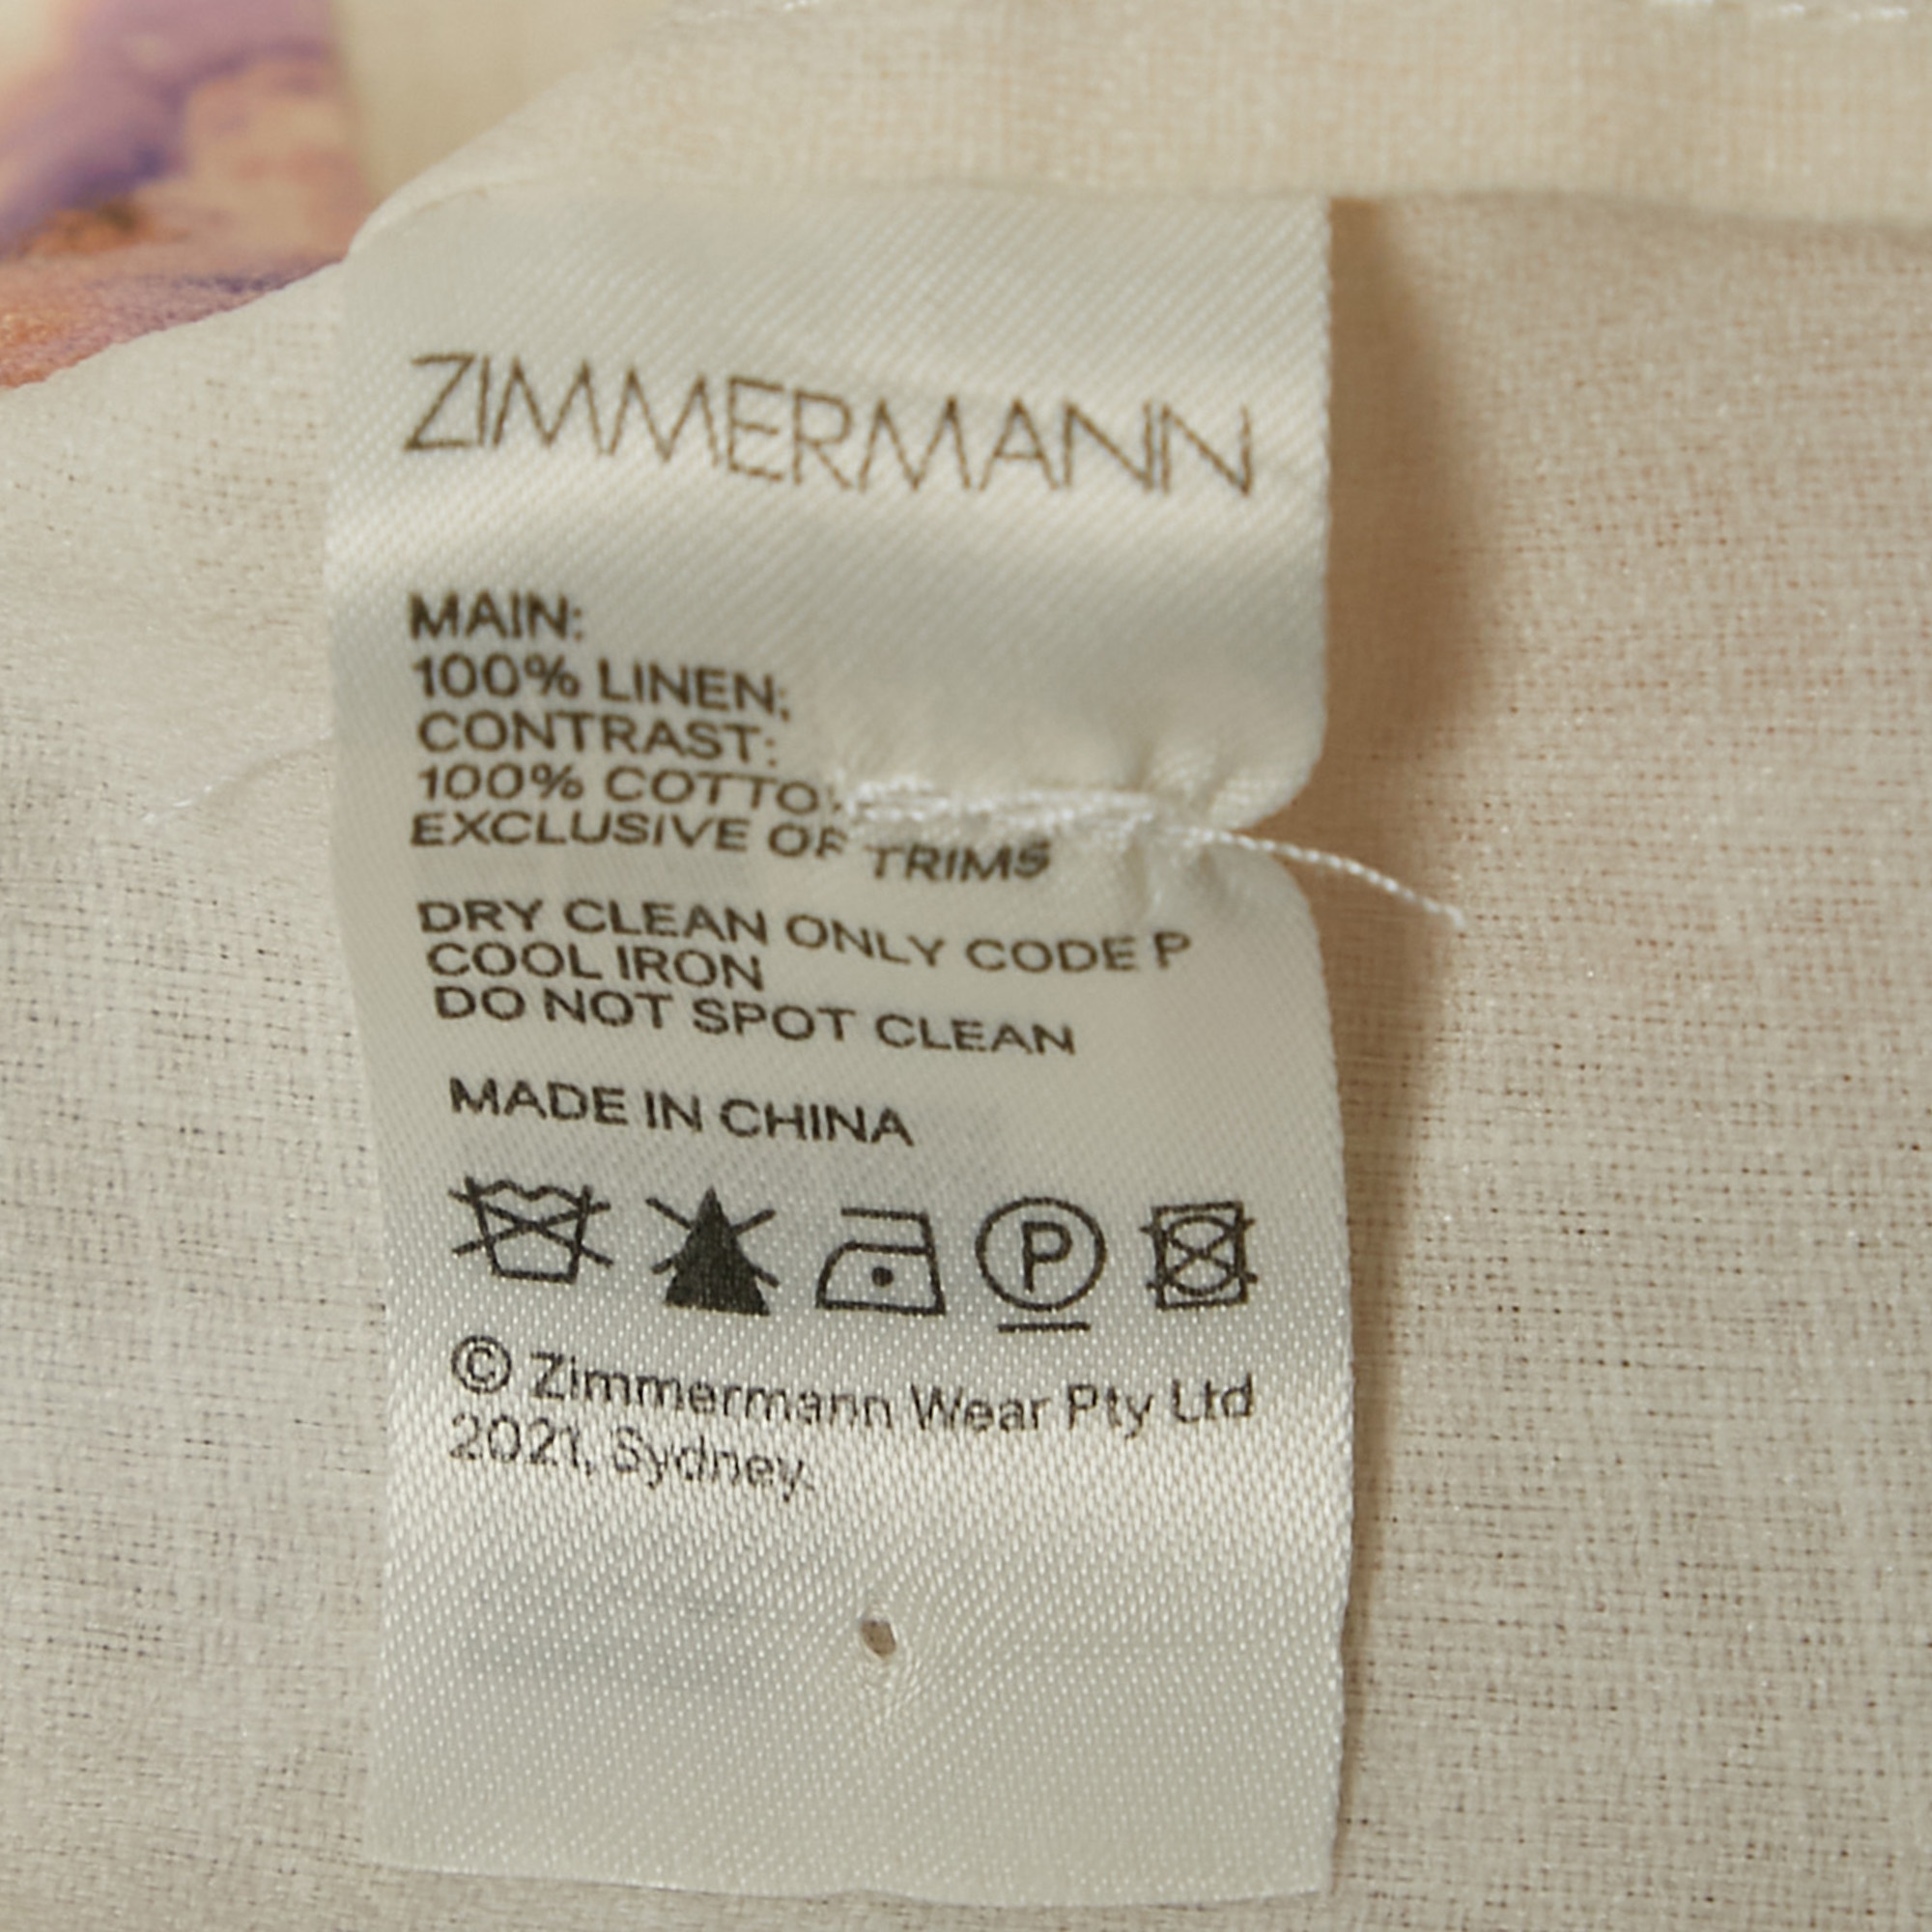 ZIMMERMANN
MAIN:
100% LINEN;
CONTRAST:
100% COTTO
EXCLUSIVE OF TRIMS
DRY CLEAN ONLY CODE P
COOL IRON
DO NOT SPOT CLEAN
MADE IN CHINA
P
© Zimmermann Wear Pty Ltd
2021, Sydney.